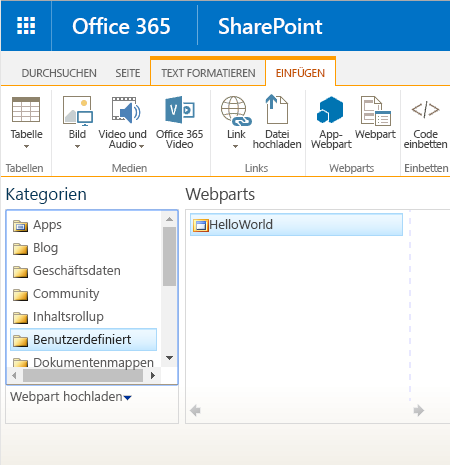 Office 365 SharePoint
DURCHSUCHEN SEITE TEXT FORMATIEREN EINFÜGEN
Tabelle Bild Video und Audio Office 365 Video Link Datei hochladen App-Webpart Webpart Code einbetten
Tabellen Medien Links Webparts Einbetten
Kategorien Webparts
Apps
HelloWorld
Blog
Geschäftsdaten
Community
Inhaltsrollup
Benutzerdefiniert
Dokumentenmappen
Webpart hochladen